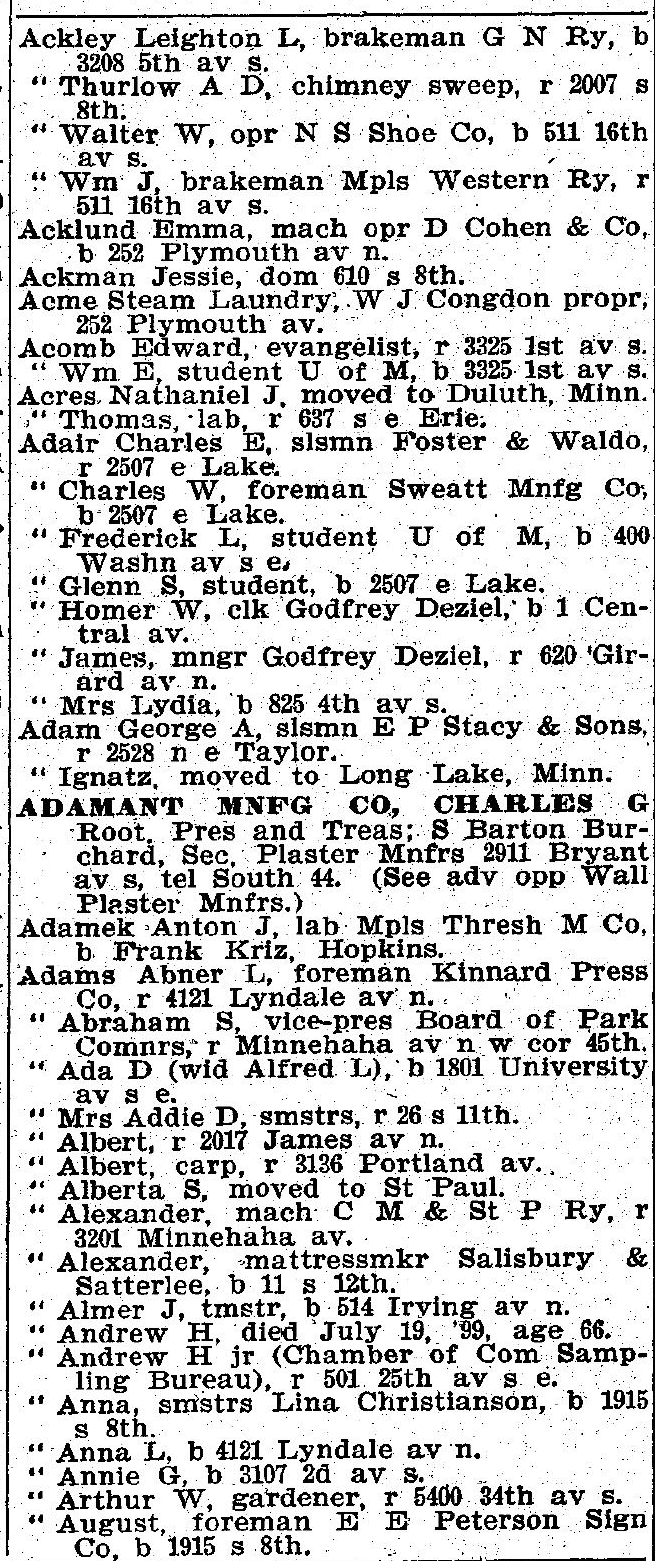 Ackley Leighton L, brakeman G N Ry, b
3208 5th av s.
" Thurlow A D, chimney sweep, r 2007 s
8th.
" Walter W, opr N S Shoe Co, b 511 16th
av s.
" Wm J, brakeman Mpls Western Ry, r
511 16th av s.
Acklund Emma, mach opr D Cohen & Co,
b 252 Plymouth av n.
Ackman Jessie, dom 610 s 8th.
Acme Steam Laundry, W J Congdon propr,
252 Plymouth av.
Acomb Edward, evangelist, r 3325 1st av s.
" Wm E, student U of M, b 3325 1st av s.
Acres Nathaniel J, moved to Duluth, Minn.
" Thomas, lab, r 637 s e Erie.
Adair Charles E, slsmn Foster & Waldo,
r 2507 e Lake.
" Charles W, foreman Sweatt Mnfg Co,
b 2507 e Lake.
" Frederick L, student U of M, b 400
Washn av s e.
" Glenn S, student, b 2507 e Lake.
" Homer W, clk Godfrey Deziel, b 1 Cen-
tral av.
" James, mngr Godfrey Deziel, r 620 Gir-
ard av n.
" Mrs Lydia, b 825 4th av s.
Adam George A, slsmn E P Stacy & Sons,
r 2528 n e Taylor.
" Ignatz, moved to Long Lake, Minn.
ADAMANT MNFG CO, CHARLES G
Root, Pres and Treas; S Barton Bur-
chard, Sec, Plaster Mnfrs 2911 Bryant
av s, tel South 44. (See adv opp Wall
Plaster Mnfrs.)
Adamek Anton J, lab Mpls Thresh M Co,
b Frank Kriz, Hopkins.
Adams Abner L, foreman Kinnard Press
Co, r 4121 Lyndale av n.
" Abraham S, vice-pres Board of Park
Comnrs, r Minnehaha av n w cor 45th.
" Ada D (wid Alfred L), b 1801 University
av s e.
" Mrs Addie D, smstrs, r 26 s 11th.
" Albert, r 2017 James av n.
" Albert, carp, r 3136 Portland av.
" Alberta S, moved to St Paul.
" Alexander, mach C M & St P Ry, r
3201 Minnehaha av.
" Alexander, mattressmkr Salisbury &
Satterlee, b 11 s 12th.
" Almer J, tmstr, b 514 Irving av n.
" Andrew H, died July 19, '99, age 66.
" Andrew H jr (Chamber of Com Samp-
ling Bureau), r 501 25th av s e.
" Anna, smstrs Lina Christianson, b 1915
s 8th.
" Anna L, b 4121 Lyndale av n.
" Annie G, b 3107 2d av s.
" Arthur W, gardener, r 5400 34th av s.
" August, foreman E E Peterson Sign
Co, b 1915 s 8th.